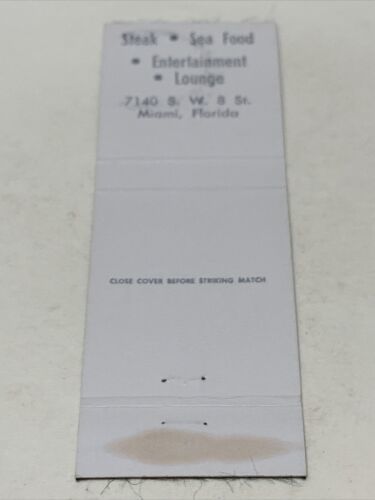 Steak * Sea Food
* Entertainment
* Lounge
7140 S. W. 8 St.
Miami, Florida
CLOSE COVER BEFORE STRIKING MATCH